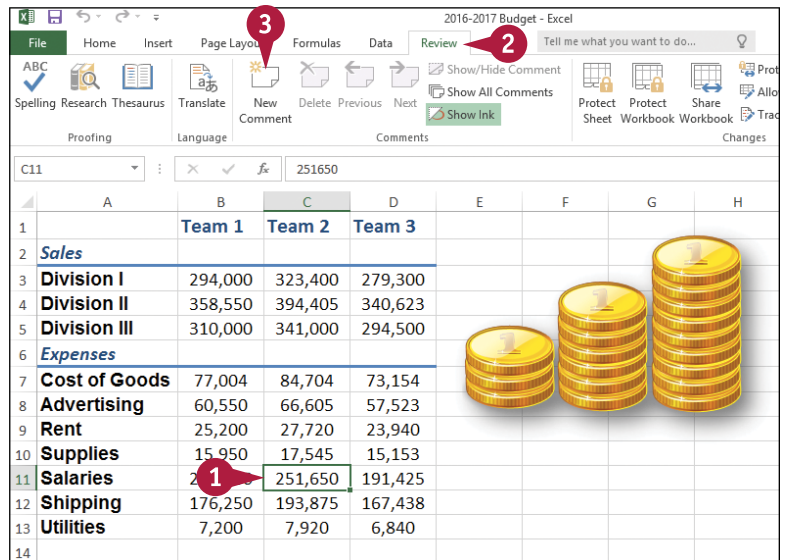 2016-2017 Budget - Excel
3
File Home Insert Page Layou Formulas Data Review 2 Tell me what you want to do...
ABC
Spelling Research Thesaurus Translate New Comment Delete Previous Next
Show/Hide Comment
Show All Comments
Show Ink
Protect Sheet Protect Workbook Share Workbook
Prot
Allo
Trac
Proofing Language Comments Changes
C11 fx 251650
A B C D E F G H
1 Team 1 Team 2 Team 3
2 Sales
3 Division I 294,000 323,400 279,300
4 Division II 358,550 394,405 340,623
5 Division III 310,000 341,000 294,500
6 Expenses
7 Cost of Goods 77,004 84,704 73,154
8 Advertising 60,550 66,605 57,523
9 Rent 25,200 27,720 23,940
10 Supplies 15,950 17,545 15,153
11 Salaries 1 251,650 191,425
12 Shipping 176,250 193,875 167,438
13 Utilities 7,200 7,920 6,840
14
1 1 1